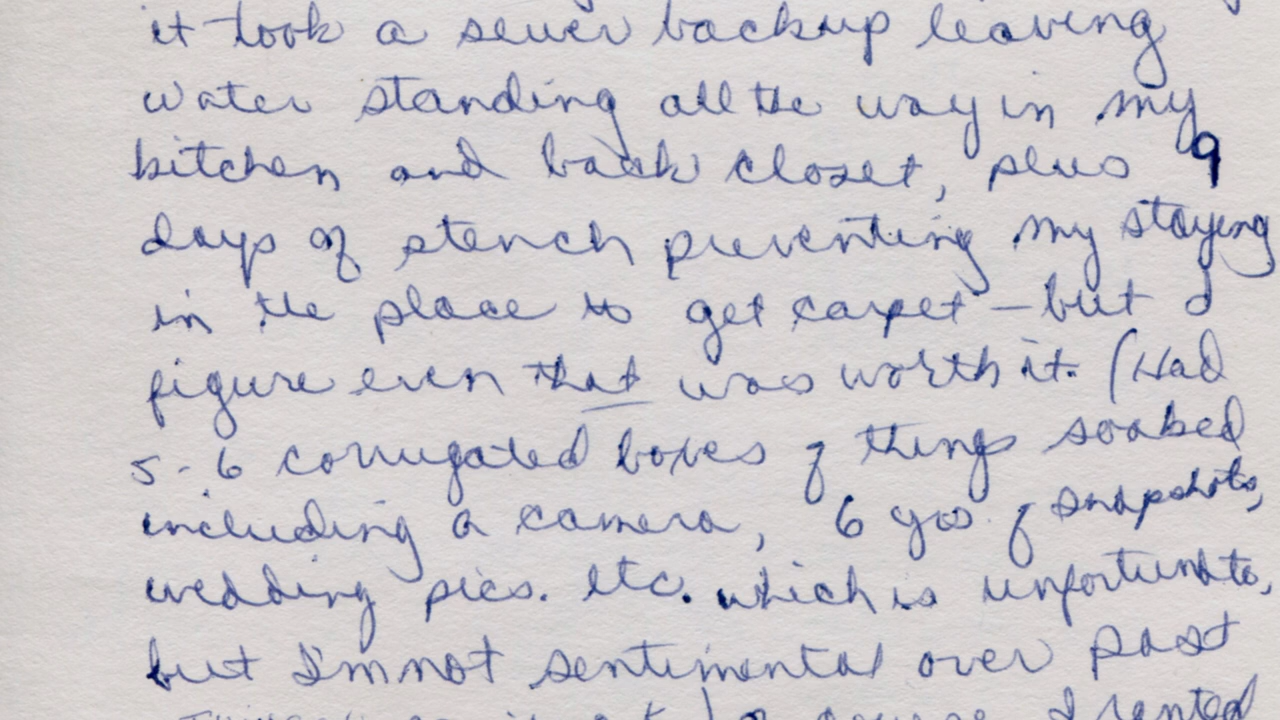 it took a sewer backup leaving
water standing all the way in my
kitchen and back closet, plus 9
days of stench preventing my staying
in the place to get carpet - but I
figure even that was worth it. (Had
5-6 corrugated boxes of things soaked
including a camera, 6 yrs. of snapshots,
wedding pics. etc. which is unfortunate,
but I'm not sentimental over past